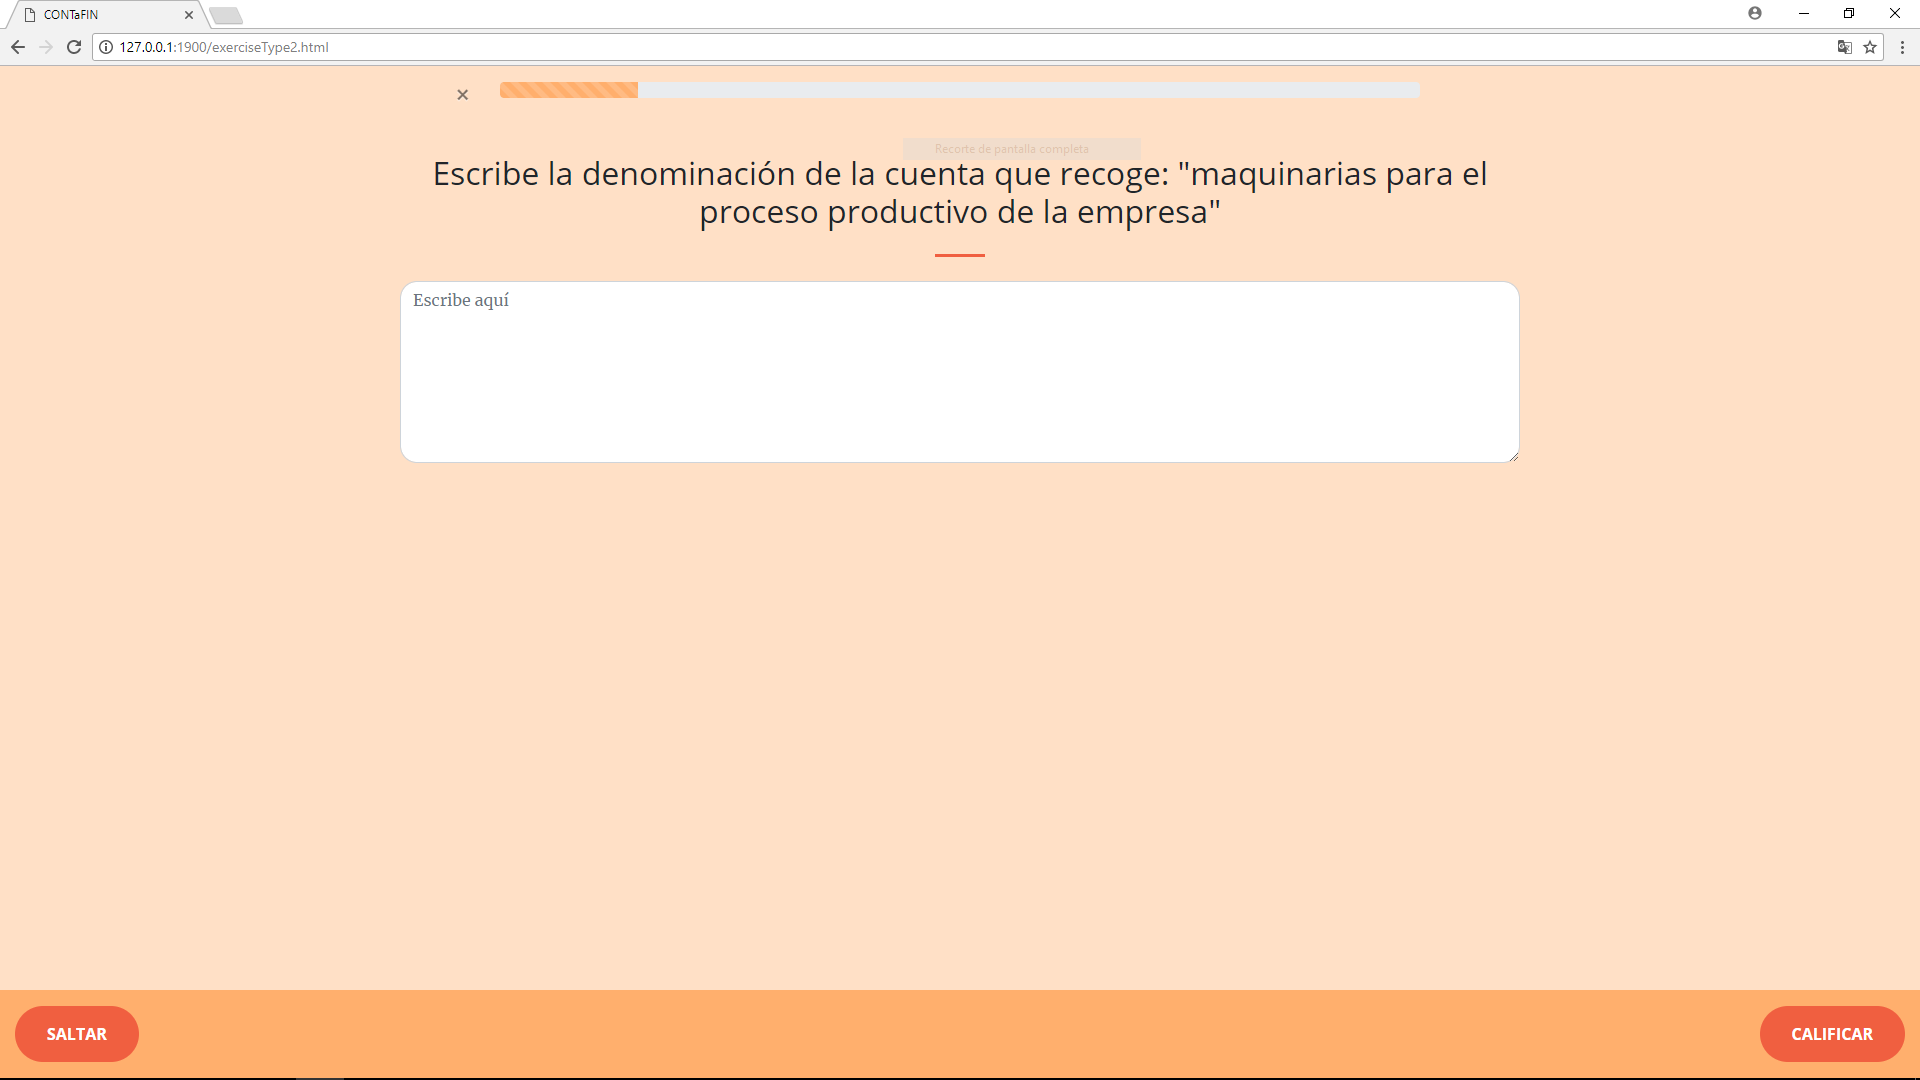 CONTaFIN
127.0.0.1:1900/exerciseType2.html
Recorte de pantalla completa
Escribe la denominación de la cuenta que recoge: "maquinarias para el
proceso productivo de la empresa"
Escribe aquí
SALTAR
CALIFICAR